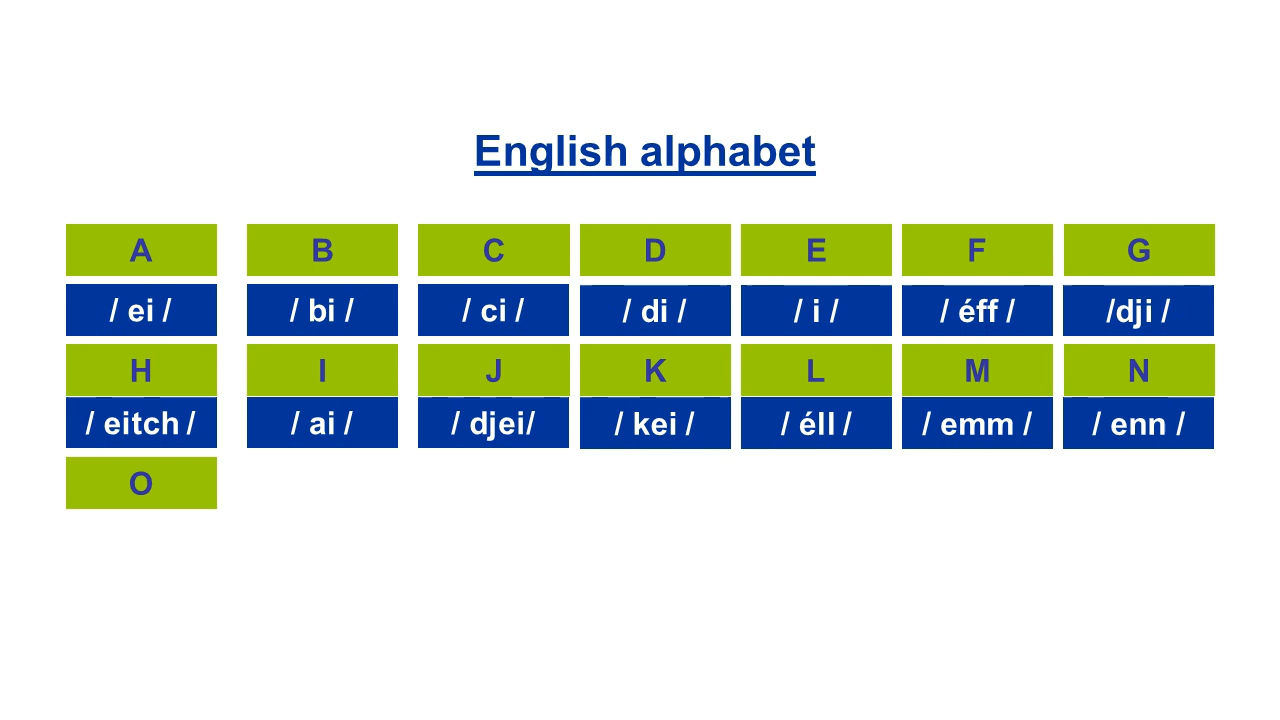 English alphabet
A B C D E F G
/ ei / / bi / / ci / / di / / i / / éff / /dji /
H I J K L M N
/ eitch / / ai / / djei/ / kei / / éll / / emm / / enn /
O